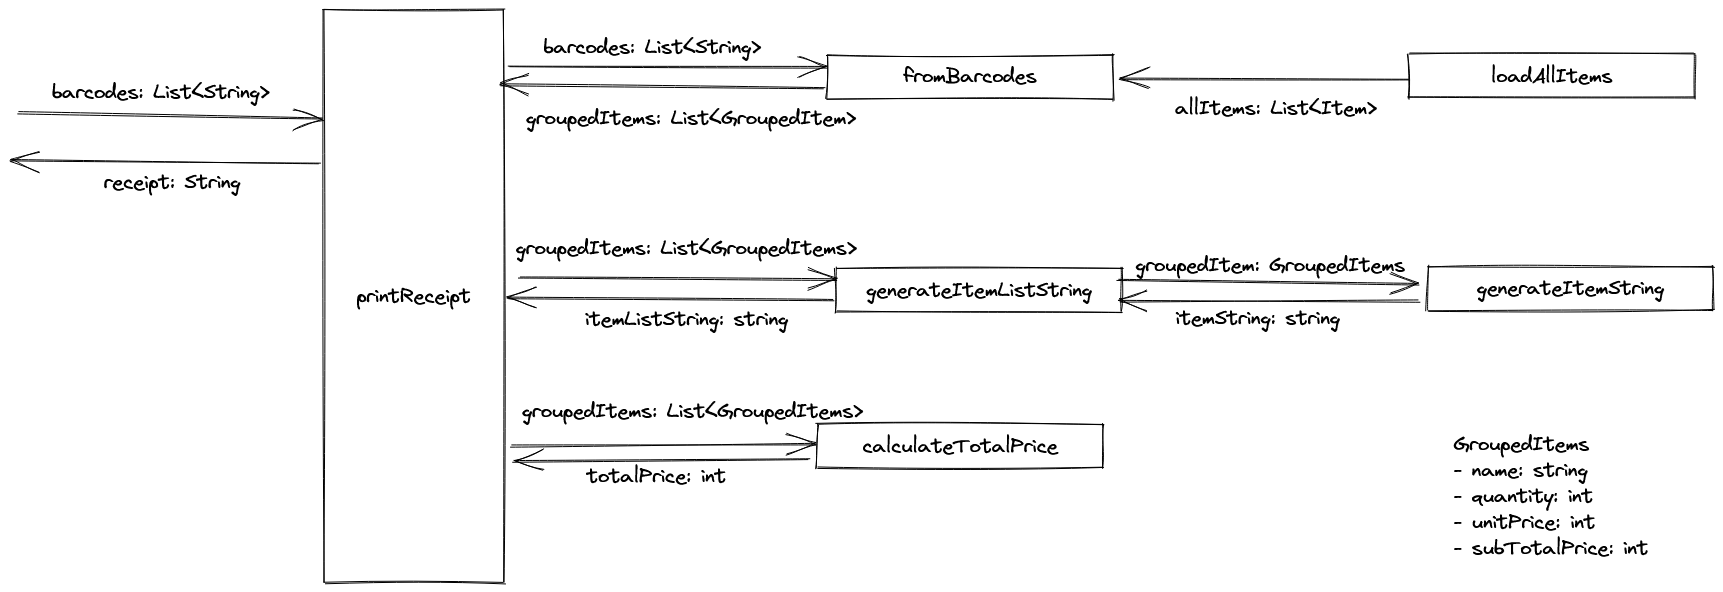 barcodes: List<String>
receipt: String
printReceipt
barcodes: List<String>
groupedItems: List<GroupedItem>
fromBarcodes
allItems: List<Item>
loadAllItems
groupedItems: List<GroupedItems>
itemListString: string
generateItemListString
groupedItem: GroupedItems
itemString: string
generateItemString
groupedItems: List<GroupedItems>
totalPrice: int
calculateTotalPrice
GroupedItems
- name: string
- quantity: int
- unitPrice: int
- subTotalPrice: int